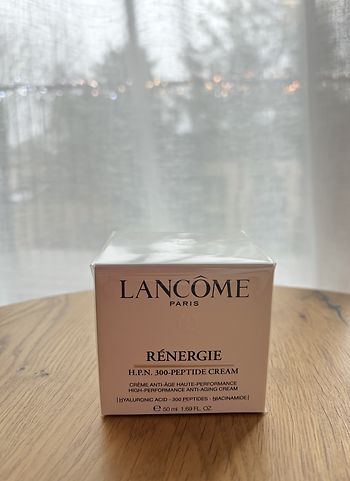 LANCÔME
PARIS
RÉNERGIE
H.P.N. 300-PEPTIDE CREAM
CRÈME ANTI-ÂGE HAUTE-PERFORMANCE
HIGH-PERFORMANCE ANTI-AGING CREAM
[HYALURONIC ACID - 300 PEPTIDES - NIACINAMIDE]
℮ 50 ml 1.69 FL. OZ.